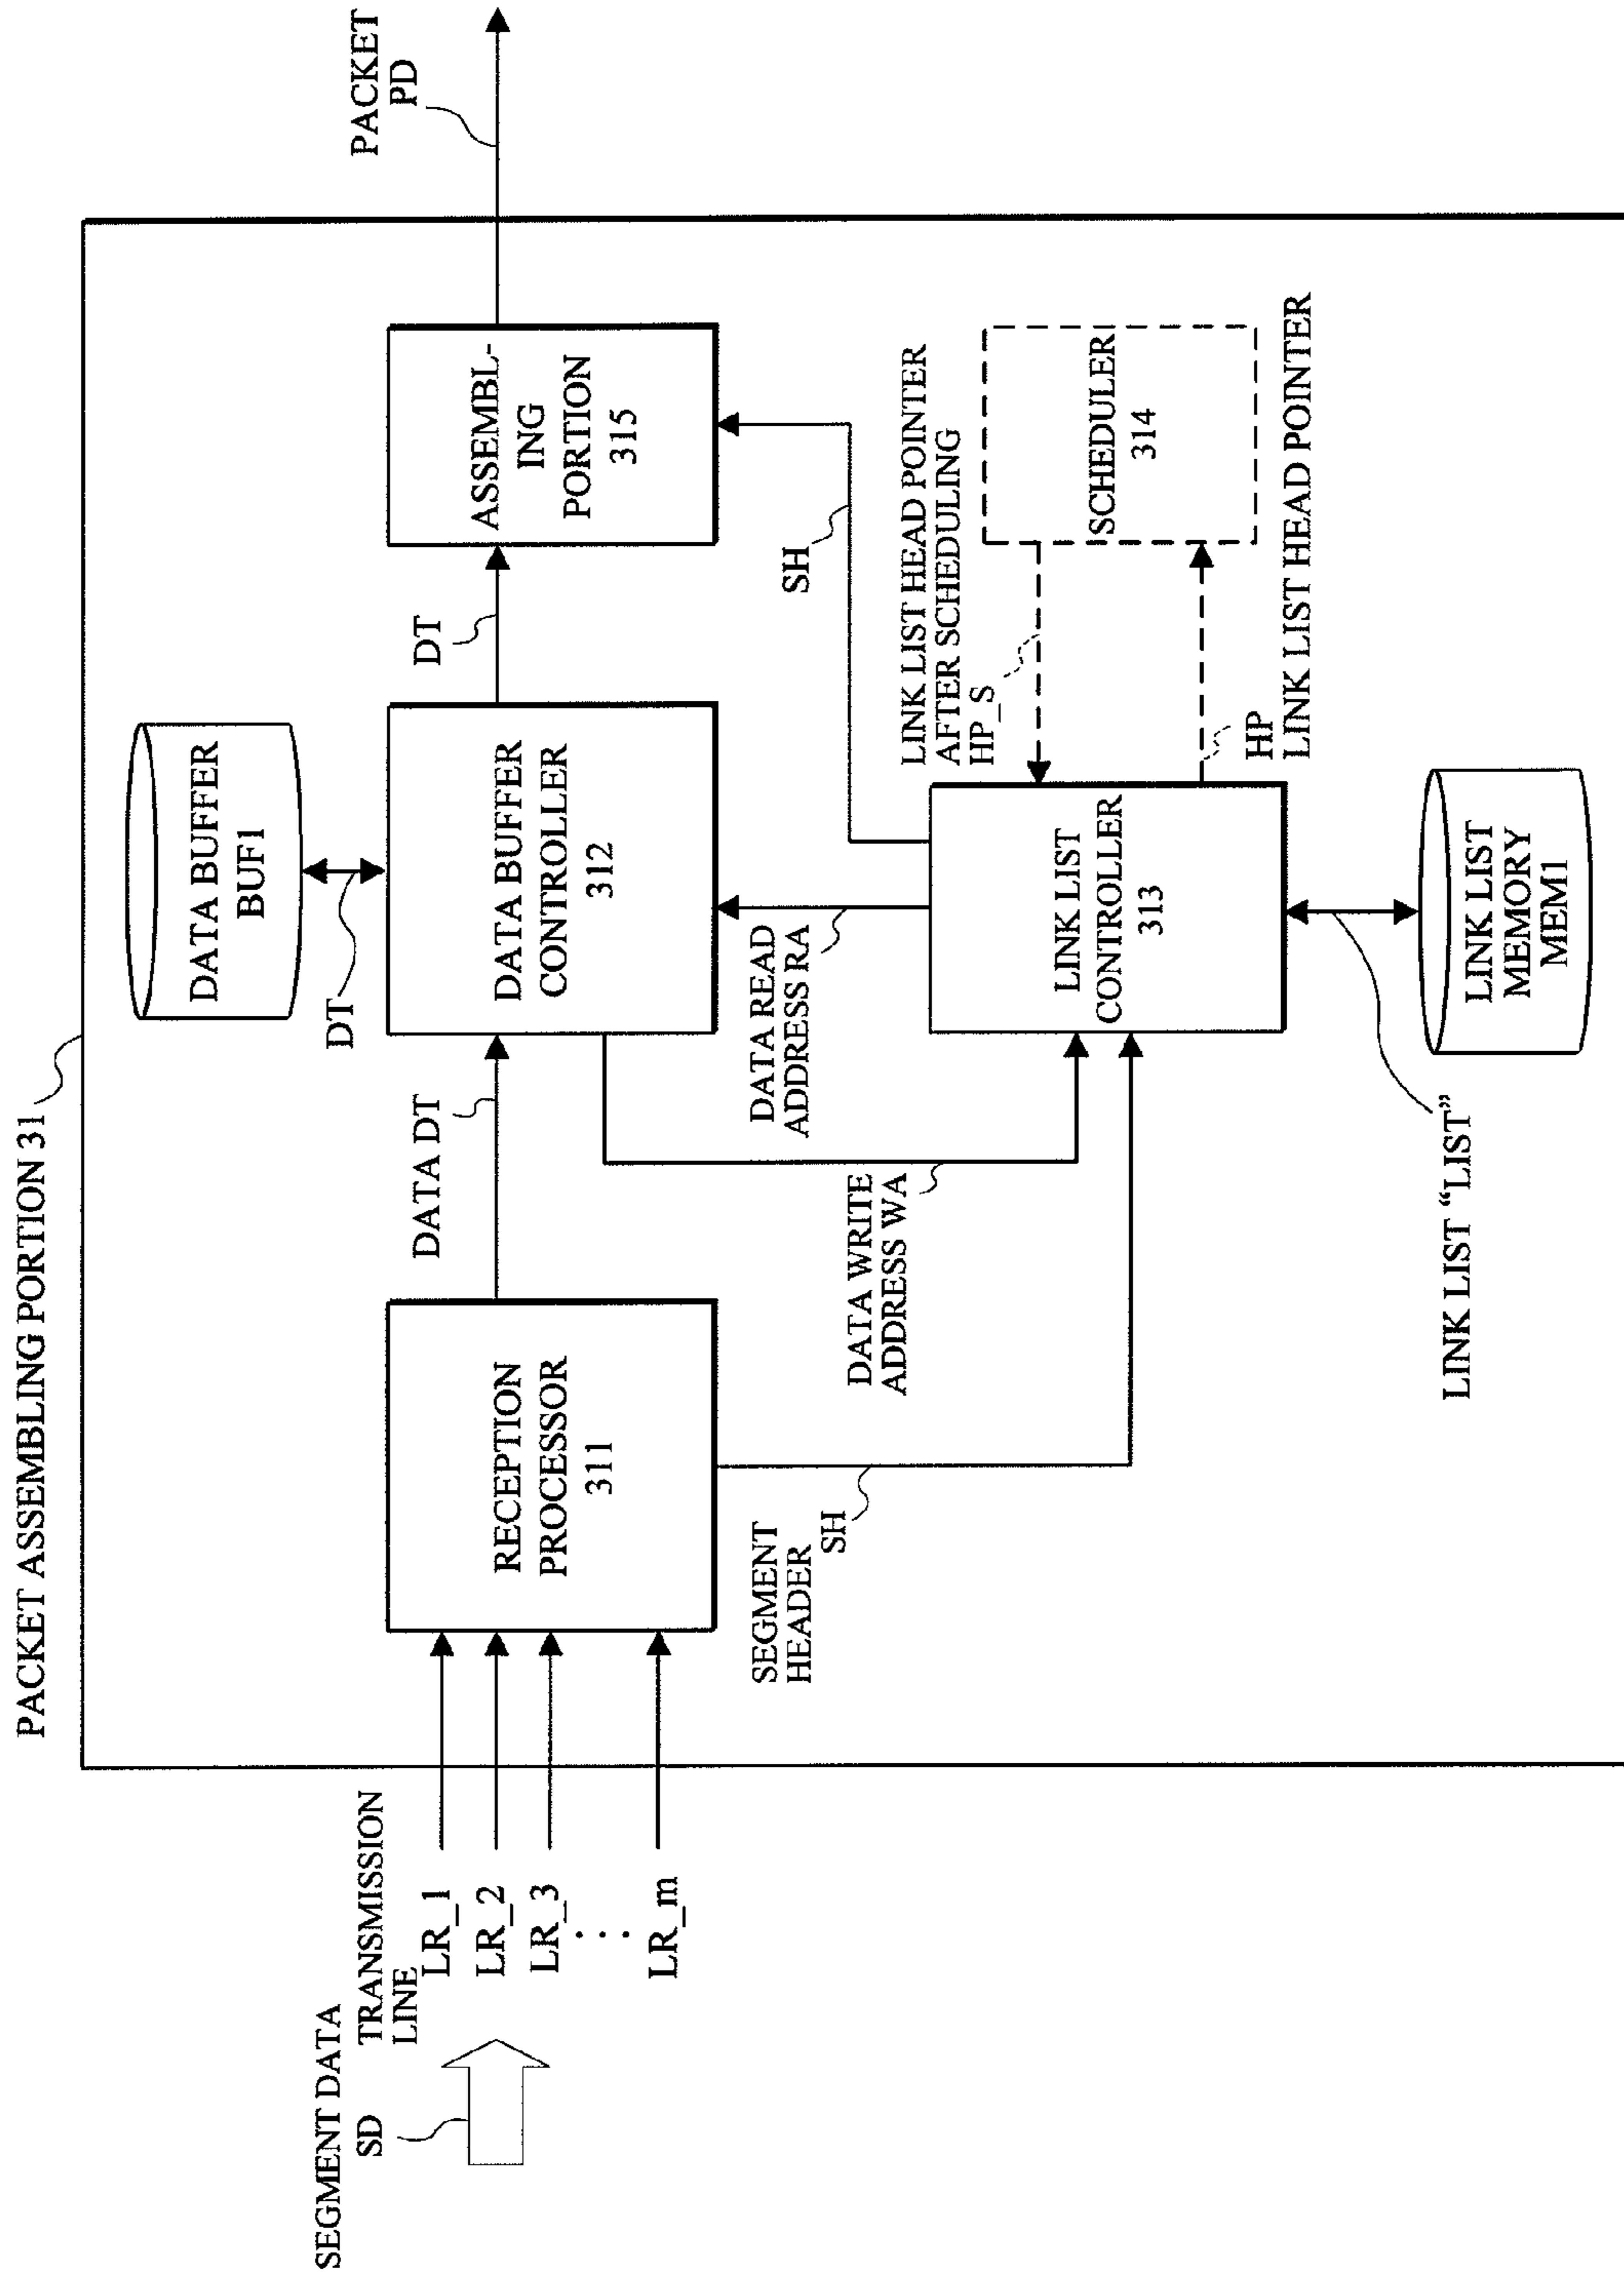 PACKET ASSEMBLING PORTION 31
SEGMENT DATA
SD
TRANSMISSION
LINE
LR_1
LR_2
LR_3
. . .
LR_m
RECEPTION
PROCESSOR
311
SEGMENT
HEADER
SH
DATA DT
DATA WRITE
ADDRESS WA
DATA BUFFER
BUF1
DT
DATA BUFFER
CONTROLLER
312
DATA READ
ADDRESS RA
DT
ASSEMBL-
ING
PORTION
315
PACKET
PD
SH
LINK LIST
CONTROLLER
313
LINK LIST HEAD POINTER
AFTER SCHEDULING
HP_S
SCHEDULER
314
HP
LINK LIST HEAD POINTER
LINK LIST
MEMORY
MEM1
LINK LIST “LIST”